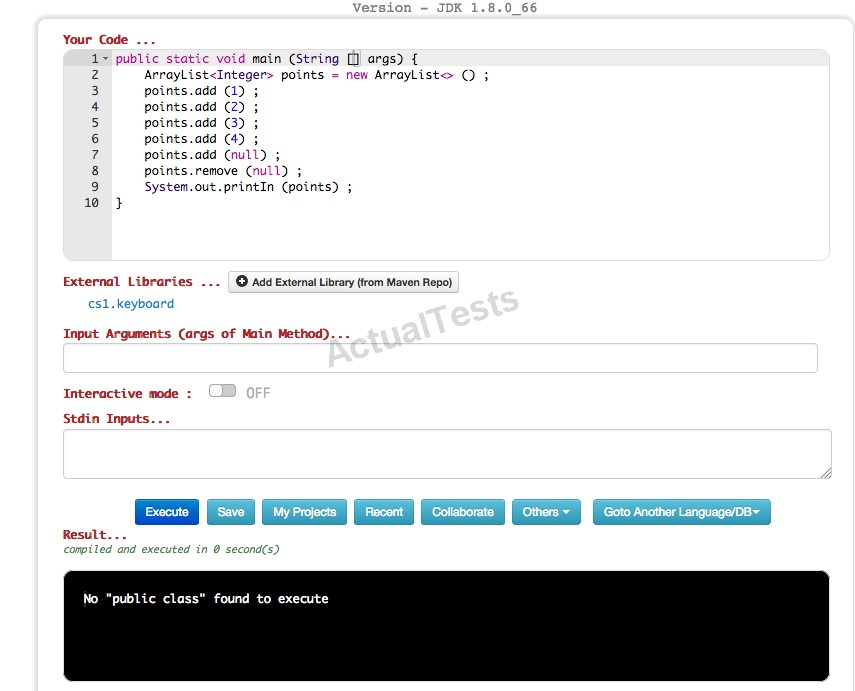 Version - JDK 1.8.0_66
Your Code ...
1 public static void main (String [] args) {
2 ArrayList<Integer> points = new ArrayList<> () ;
3 points.add (1) ;
4 points.add (2) ;
5 points.add (3) ;
6 points.add (4) ;
7 points.add (null) ;
8 points.remove (null) ;
9 System.out.printIn (points) ;
10 }
External Libraries ... Add External Library (from Maven Repo)
cs1.keyboard
ActualTests
Input Arguments (args of Main Method)...
Interactive mode : OFF
Stdin Inputs...
Execute Save My Projects Recent Collaborate Others Goto Another Language/DB
Result...
compiled and executed in 0 second(s)
No "public class" found to execute